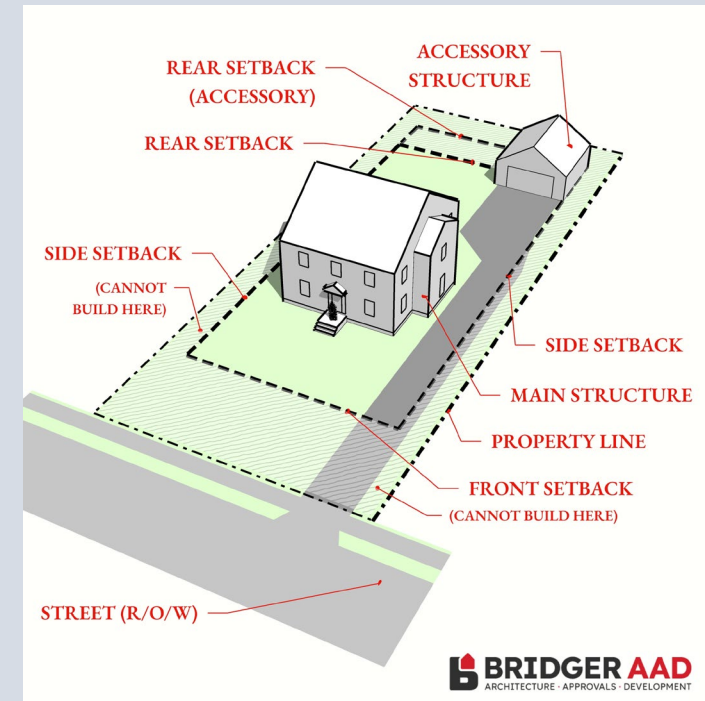 ACCESSORY
STRUCTURE
REAR SETBACK
(ACCESSORY)
REAR SETBACK
SIDE SETBACK
(CANNOT
BUILD HERE)
SIDE SETBACK
MAIN STRUCTURE
PROPERTY LINE
FRONT SETBACK
(CANNOT BUILD HERE)
STREET (R/O/W)
BRIDGER AAD
ARCHITECTURE · APPROVALS · DEVELOPMENT